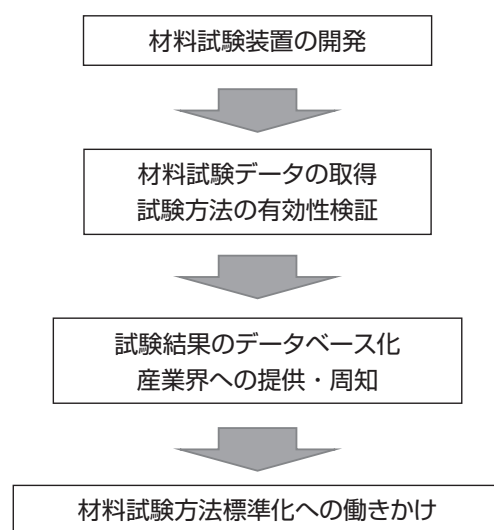 材料試験装置の開発
材料試験データの取得
試験方法の有効性検証
試験結果のデータベース化
産業界への提供・周知
材料試験方法標準化への働きかけ